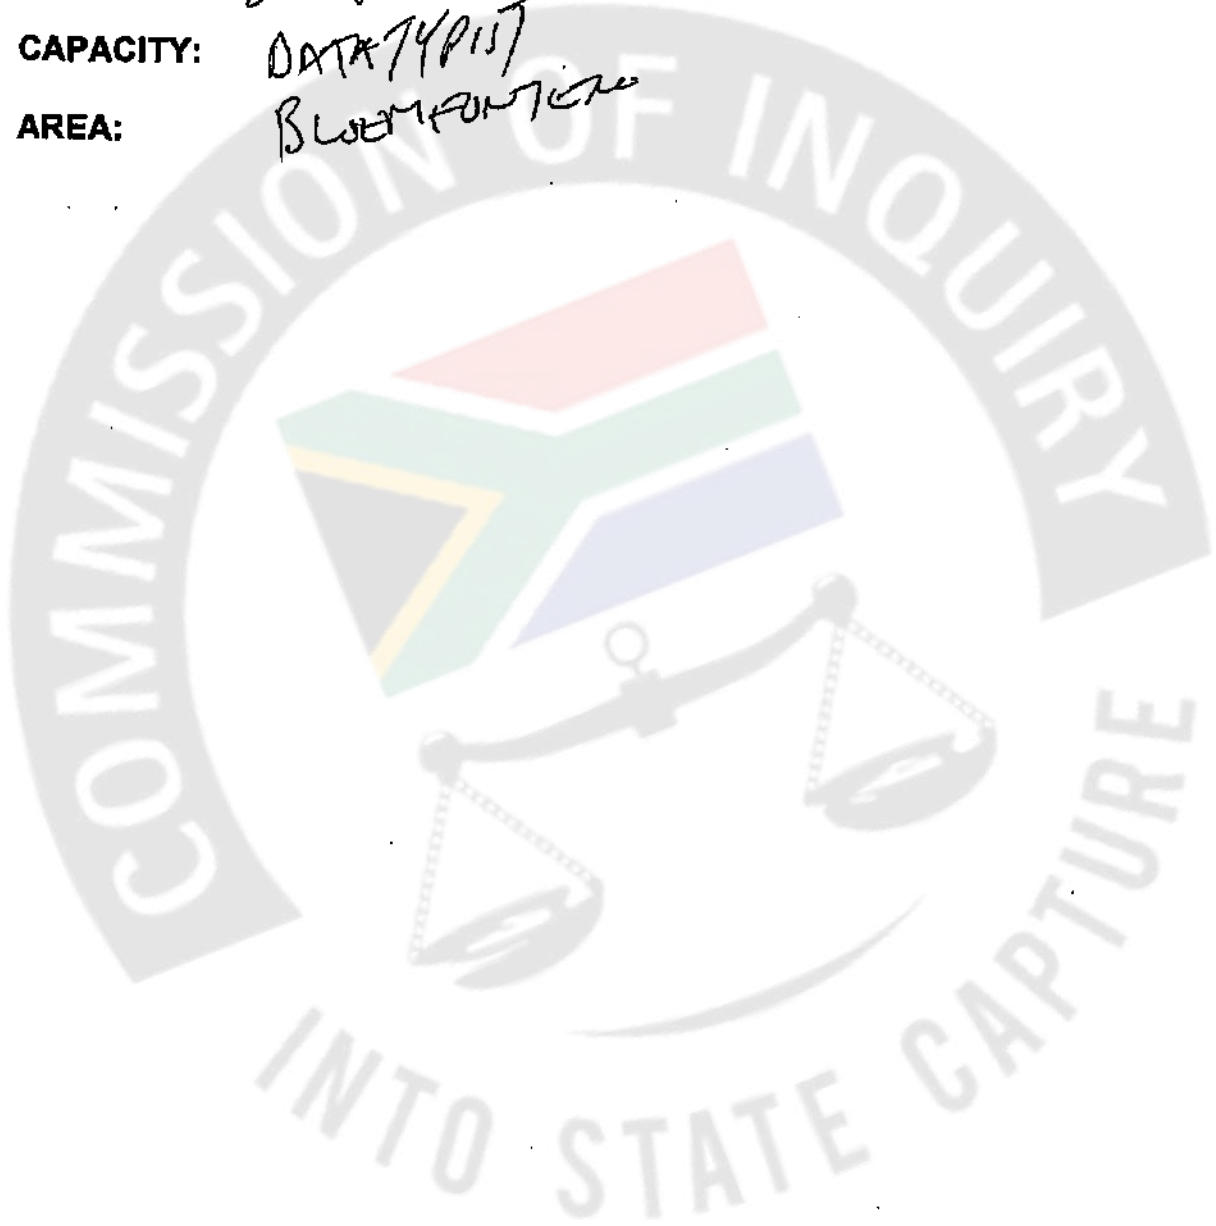 CAPACITY: DATATYPIST
AREA: BLOEMFONTEIN
COMMISSION OF INQUIRY
INTO STATE CAPTURE